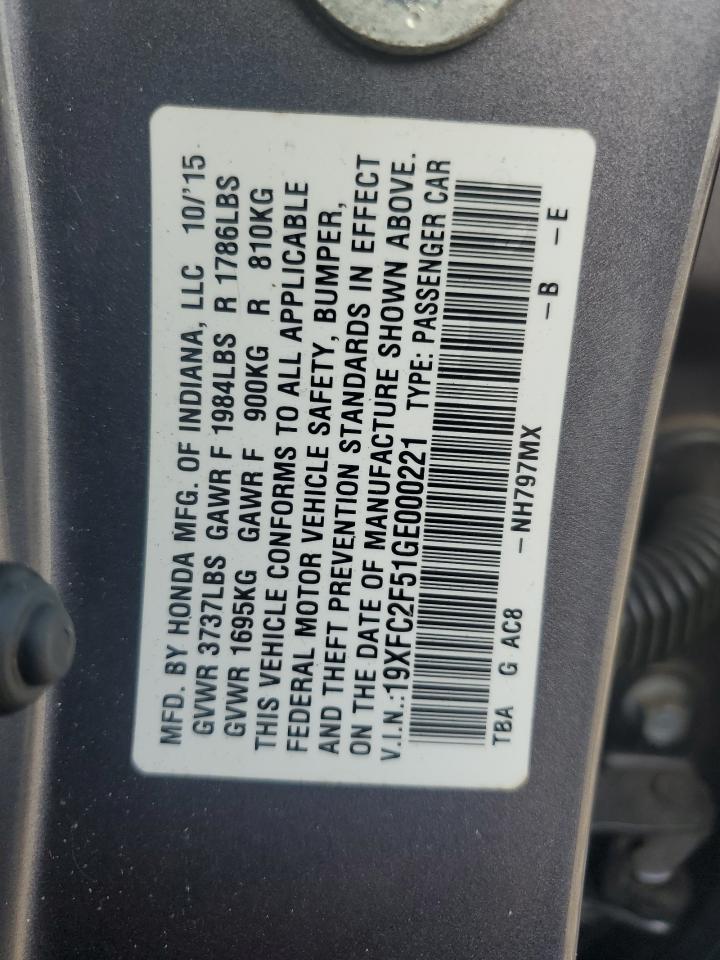 MFD. BY HONDA MFG. OF INDIANA, LLC 10/'15
GVWR 3737LBS GAWR F 1984LBS R 1786LBS
GVWR 1695KG GAWR F 900KG R 810KG
THIS VEHICLE CONFORMS TO ALL APPLICABLE
FEDERAL MOTOR VEHICLE SAFETY, BUMPER,
AND THEFT PREVENTION STANDARDS IN EFFECT
ON THE DATE OF MANUFACTURE SHOWN ABOVE.
V.I.N.:19XFC2F51GE000221 TYPE: PASSENGER CAR
TBA G AC8 -NH797MX -B -E